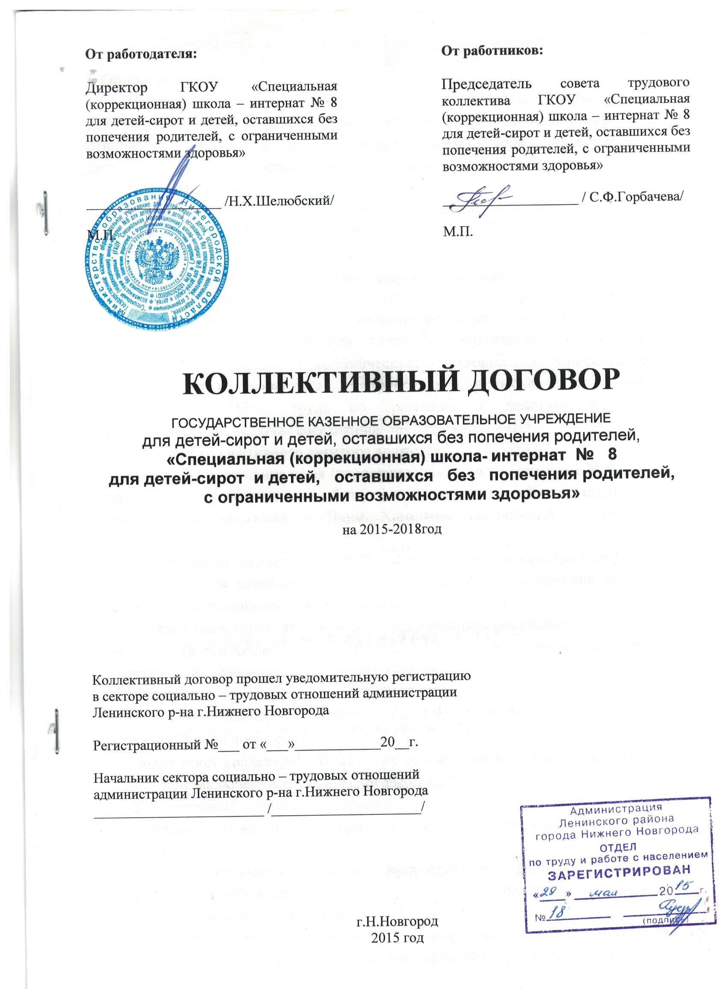 От работодателя:
Директор ГКОУ «Специальная
(коррекционная) школа – интернат № 8
для детей-сирот и детей, оставшихся без
попечения родителей, с ограниченными
возможностями здоровья»
/Н.Х.Шелюбский/
М.П.
От работников:
Председатель совета трудового
коллектива ГКОУ «Специальная
(коррекционная) школа – интернат № 8
для детей-сирот и детей, оставшихся без
попечения родителей, с ограниченными
возможностями здоровья»
/ С.Ф.Горбачева/
М.П.
КОЛЛЕКТИВНЫЙ ДОГОВОР
ГОСУДАРСТВЕННОЕ КАЗЕННОЕ ОБРАЗОВАТЕЛЬНОЕ УЧРЕЖДЕНИЕ
для детей-сирот и детей, оставшихся без попечения родителей,
«Специальная (коррекционная) школа- интернат № 8
для детей-сирот и детей, оставшихся без попечения родителей,
с ограниченными возможностями здоровья»
на 2015-2018год
Коллективный договор прошел уведомительную регистрацию
в секторе социально – трудовых отношений администрации
Ленинского р-на г.Нижнего Новгорода
Регистрационный №___ от «___»____________20__г.
Начальник сектора социально – трудовых отношений
администрации Ленинского р-на г.Нижнего Новгорода
________________________ /_____________________/
Администрация
Ленинского района
города Нижнего Новгорода
ОТДЕЛ
по труду и работе с населением
ЗАРЕГИСТРИРОВАН
«29» мая 2015 г.
№ 18
(подпись)
г.Н.Новгород
2015 год